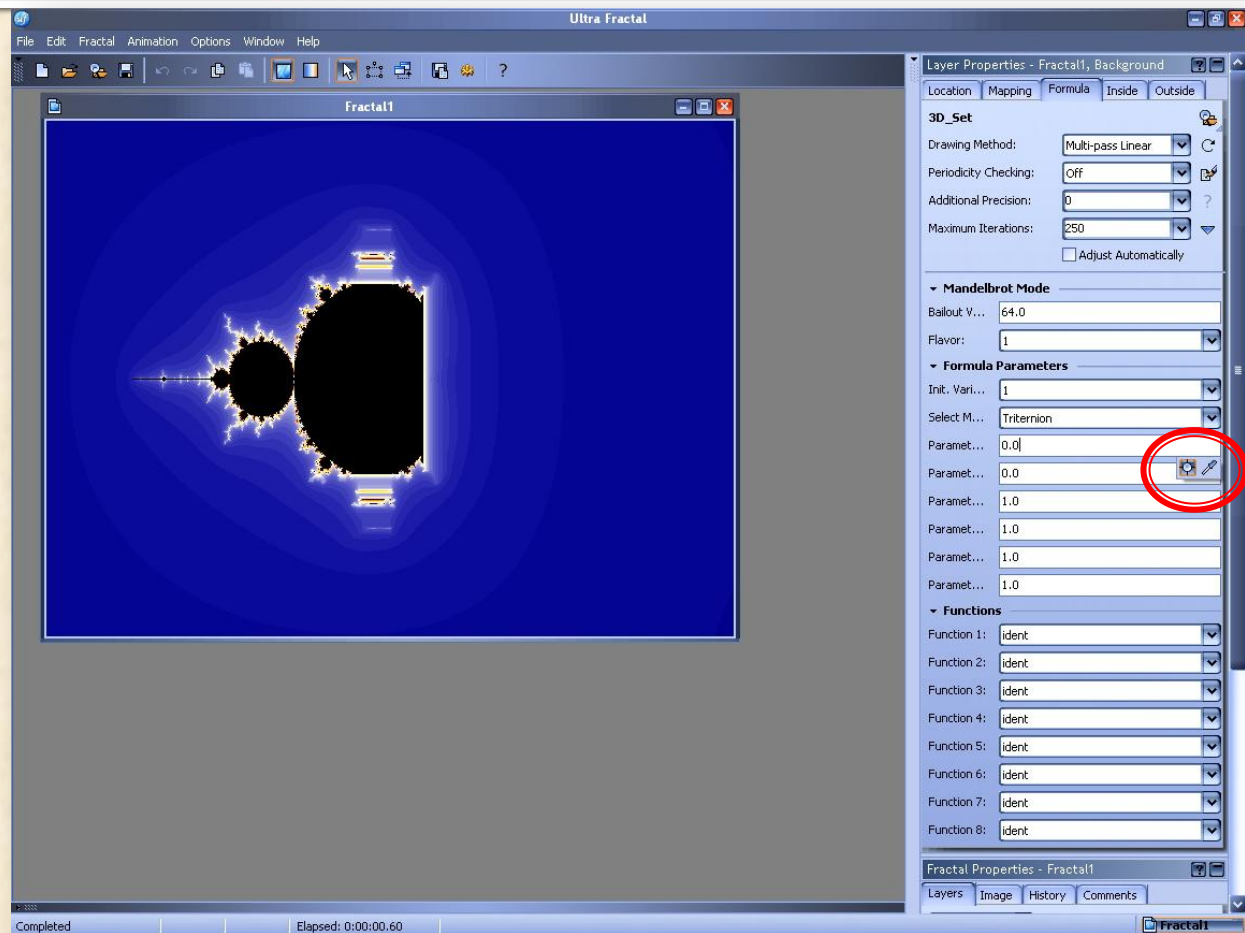 Ultra Fractal
File Edit Fractal Animation Options Window Help
?
Fractal1
Layer Properties - Fractal1, Background
Location Mapping Formula Inside Outside
3D_Set
Drawing Method: Multi-pass Linear
Periodicity Checking: Off
Additional Precision: 0
?
Maximum Iterations: 250
Adjust Automatically
Mandelbrot Mode
Bailout V... 64.0
Flavor: 1
Formula Parameters
Init. Vari... 1
Select M... Triternion
Paramet... 0.0
Paramet... 0.0
Paramet... 1.0
Paramet... 1.0
Paramet... 1.0
Paramet... 1.0
Functions
Function 1: ident
Function 2: ident
Function 3: ident
Function 4: ident
Function 5: ident
Function 6: ident
Function 7: ident
Function 8: ident
Fractal Properties - Fractal1
Layers Image History Comments
Completed Elapsed: 0:00:00.60 Fractal1